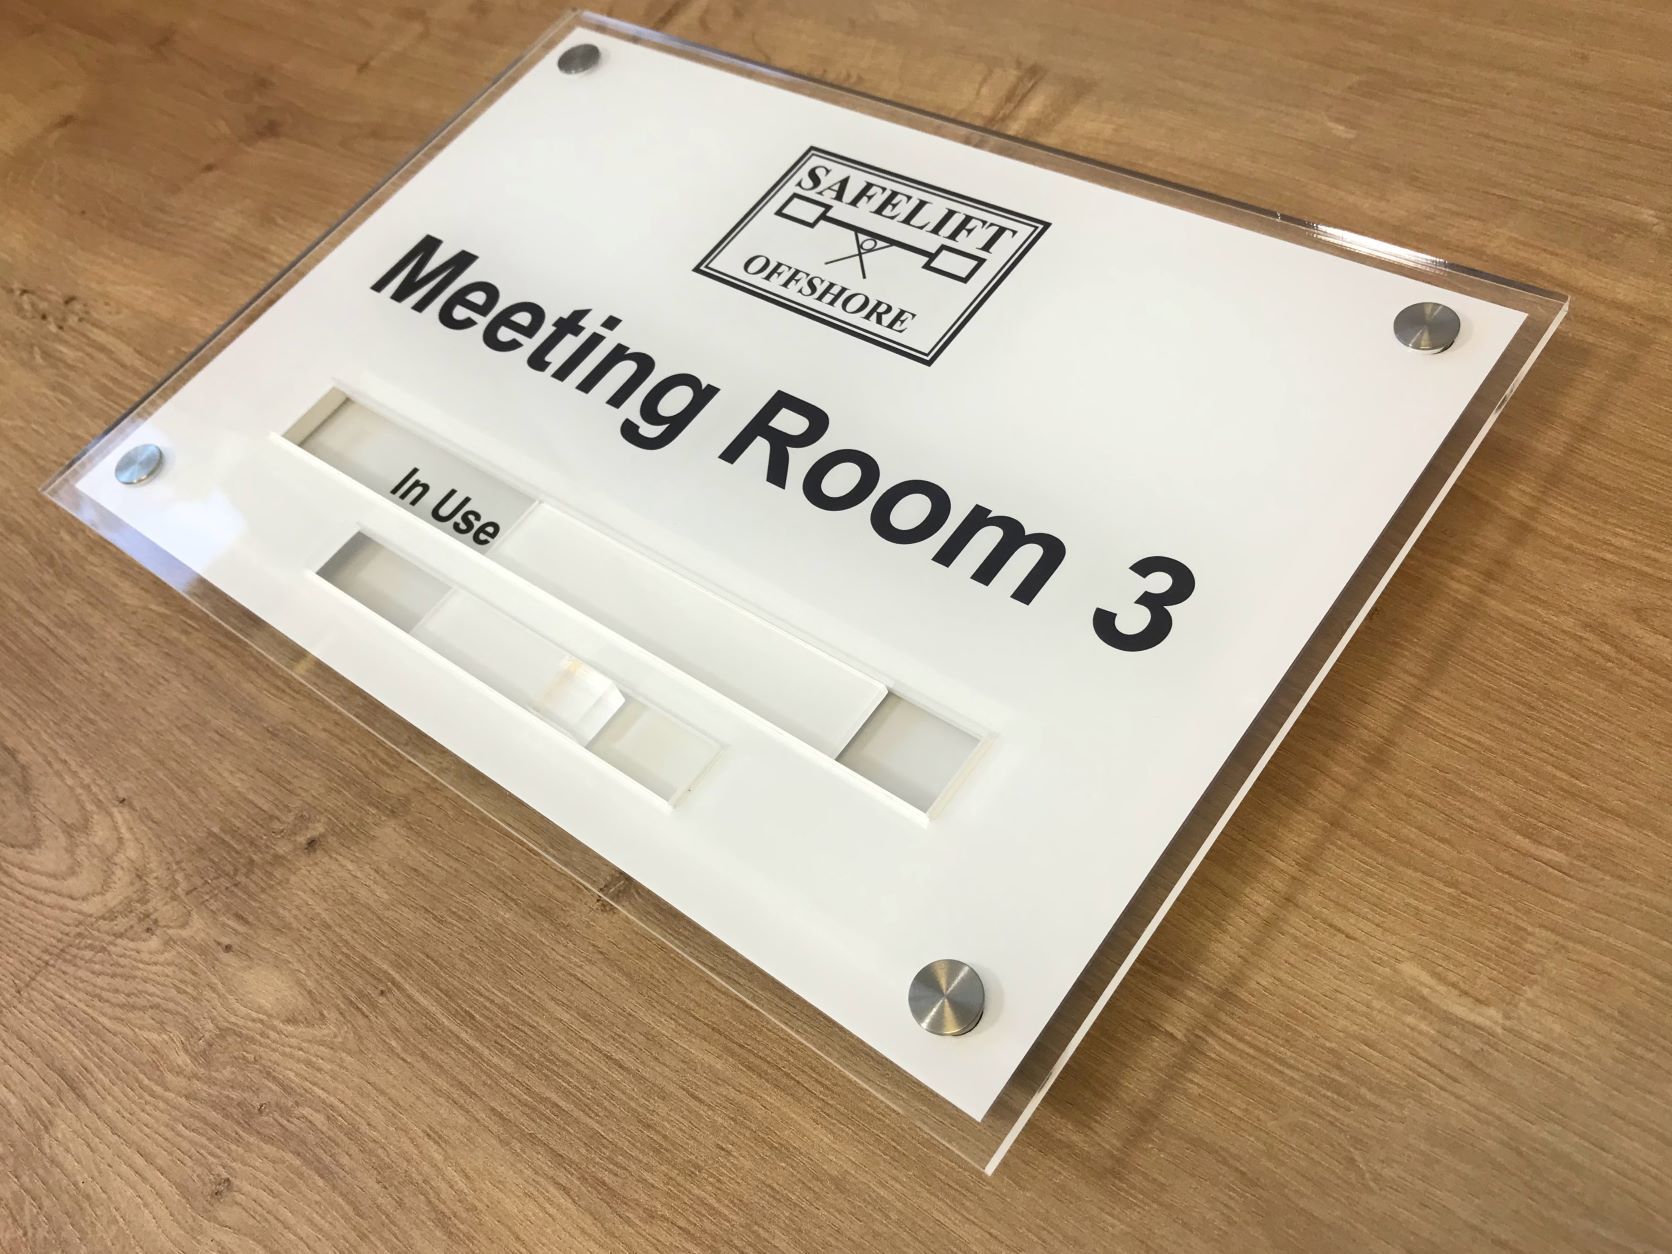 SAFELIFT
OFFSHORE
Meeting Room 3
In Use